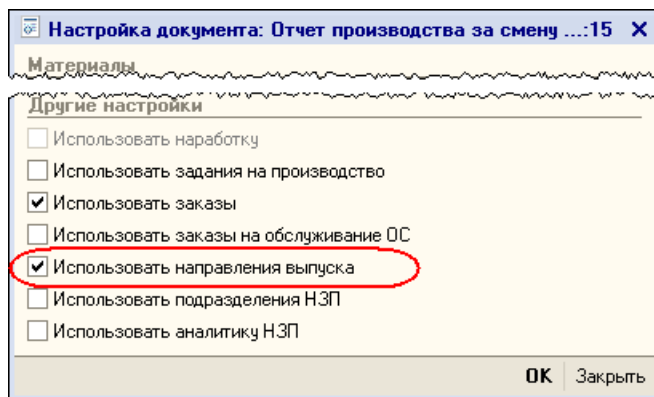 Настройка документа: Отчет производства за смену ...:15
Материалы
Другие настройки
Использовать наработку
Использовать задания на производство
Использовать заказы
Использовать заказы на обслуживание ОС
Использовать направления выпуска
Использовать подразделения НЗП
Использовать аналитику НЗП
OK Закрыть